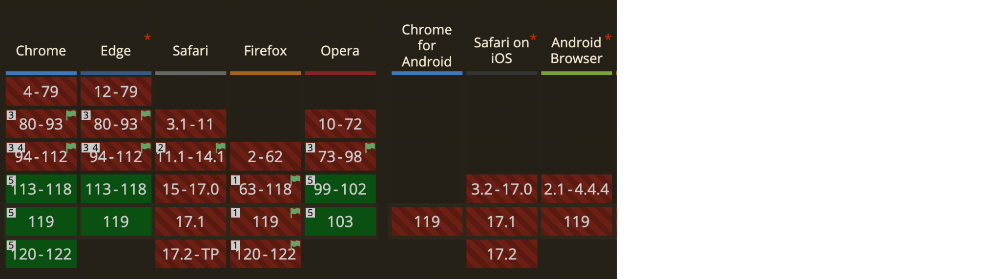 Chrome Edge * Safari Firefox Opera Chrome for Android Safari on iOS * Android Browser *
4-79 12-79
3 80-93 3 80-93 3.1-11 10-72
3 4 94-112 3 4 94-112 2 11.1-14.1 2-62 3 73-98
5 113-118 113-118 15-17.0 1 63-118 5 99-102 3.2-17.0 2.1-4.4.4
5 119 119 17.1 1 119 5 103 119 17.1 119
5 120-122 17.2-TP 1 120-122 17.2